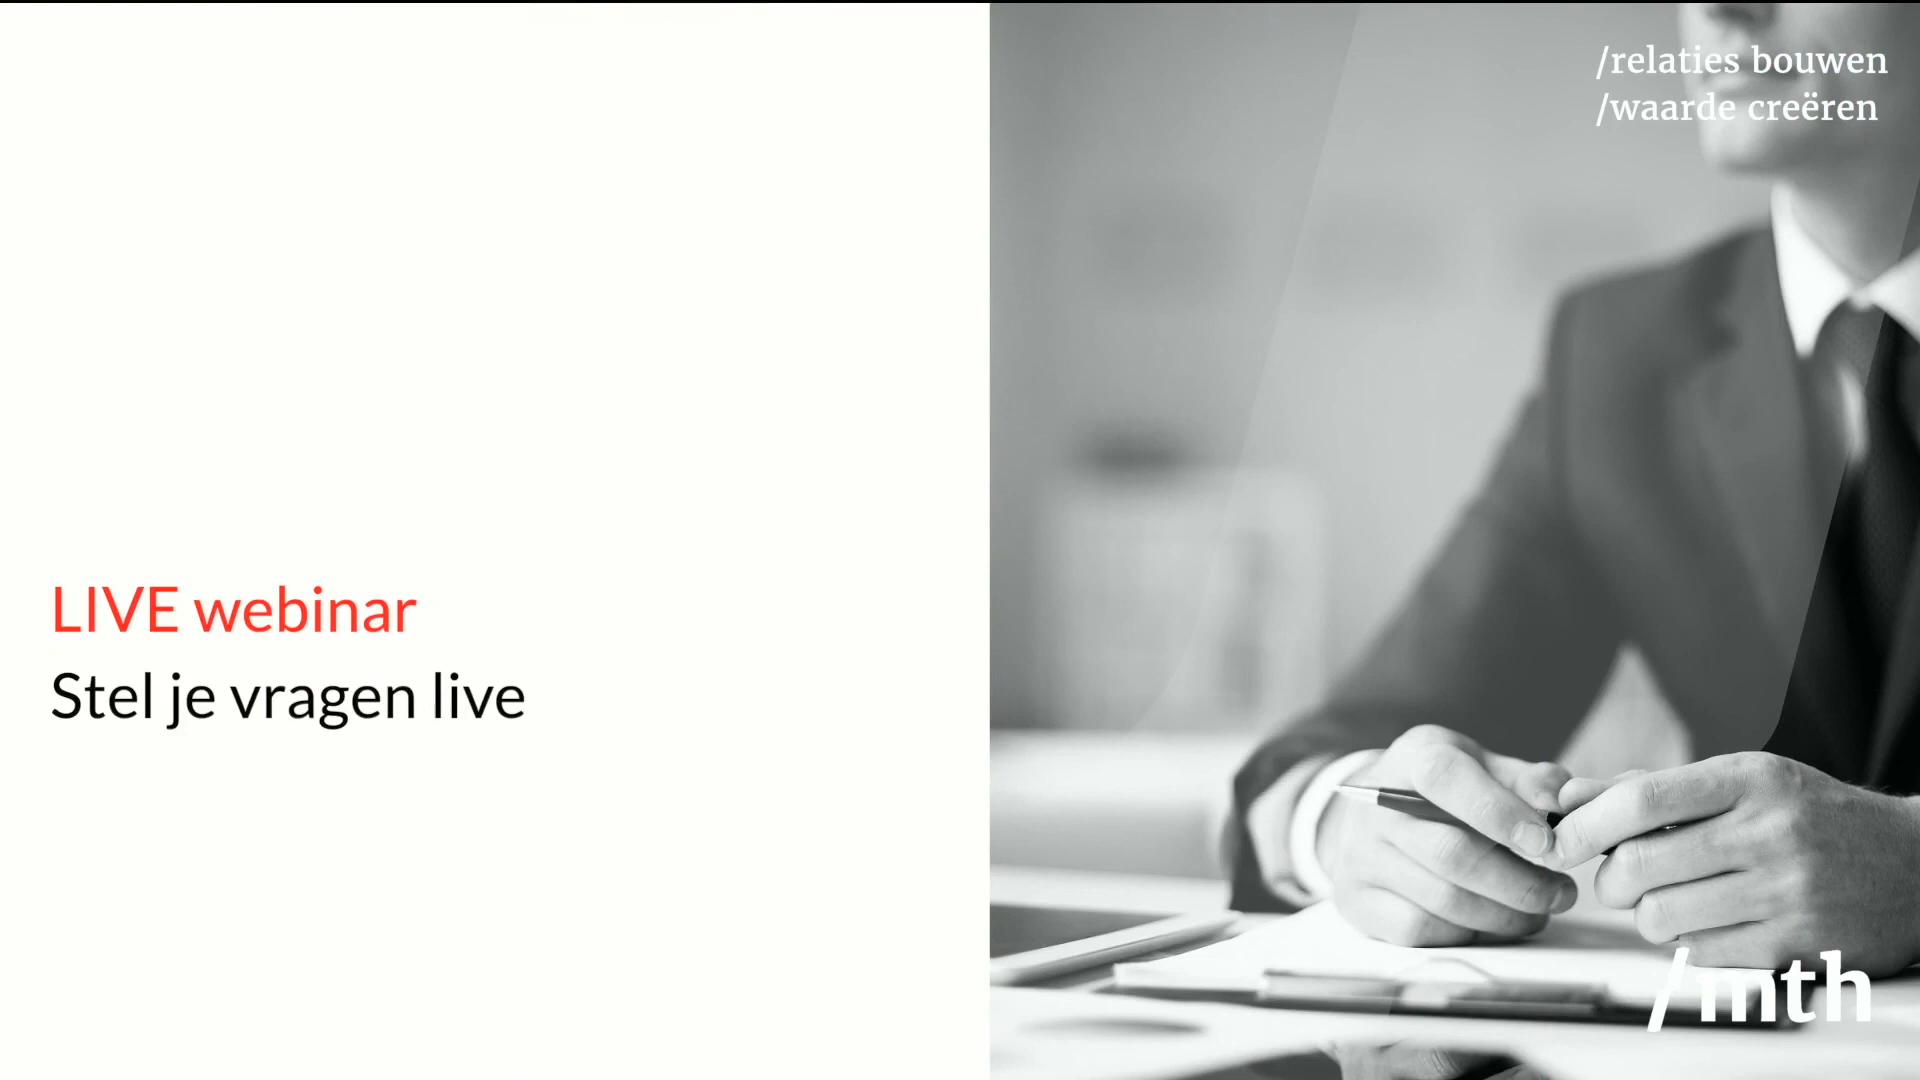 /relaties bouwen
/waarde creëren
LIVE webinar
Stel je vragen live
/mth